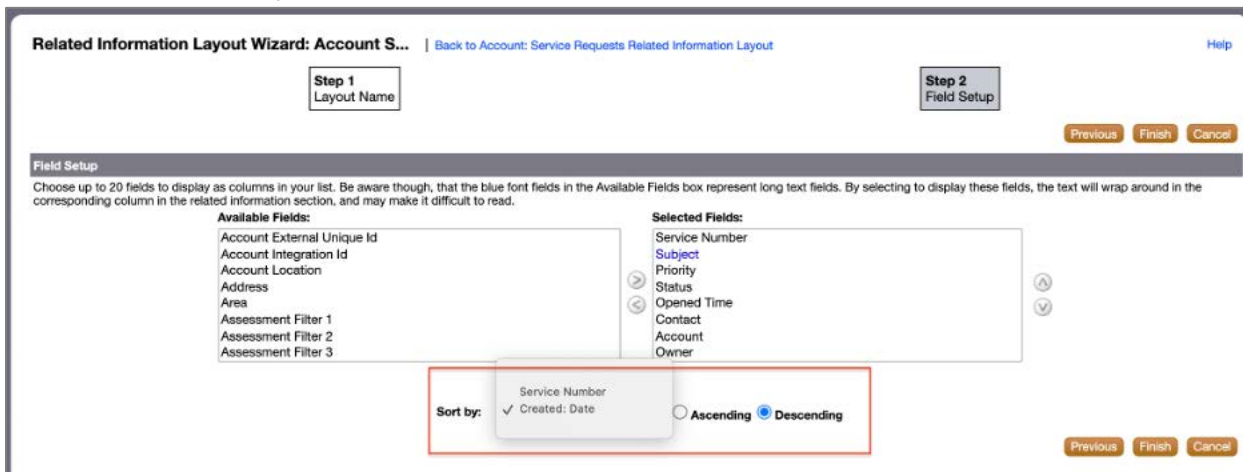 Related Information Layout Wizard: Account S... | Back to Account: Service Requests Related Information Layout Help
Step 1
Layout Name
Step 2
Field Setup
Previous Finish Cancel
Field Setup
Choose up to 20 fields to display as columns in your list. Be aware though, that the blue font fields in the Available Fields box represent long text fields. By selecting to display these fields, the text will wrap around in the
corresponding column in the related information section, and may make it difficult to read.
Available Fields:
Account External Unique Id
Account Integration Id
Account Location
Address
Area
Assessment Filter 1
Assessment Filter 2
Assessment Filter 3
Selected Fields:
Service Number
Subject
Priority
Status
Opened Time
Contact
Account
Owner
Service Number
Sort by: ✓ Created: Date Ascending Descending
Previous Finish Cancel